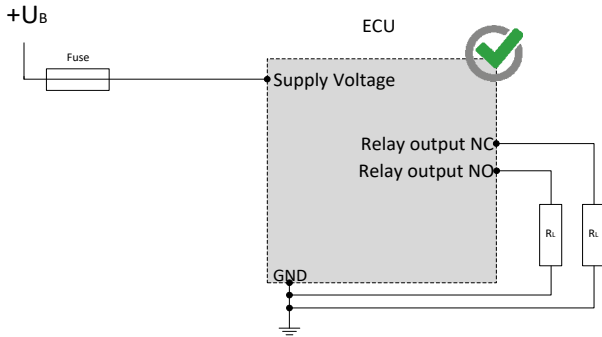 +UB
ECU
Fuse
Supply Voltage
Relay output NC
Relay output NO
RL
RL
GND